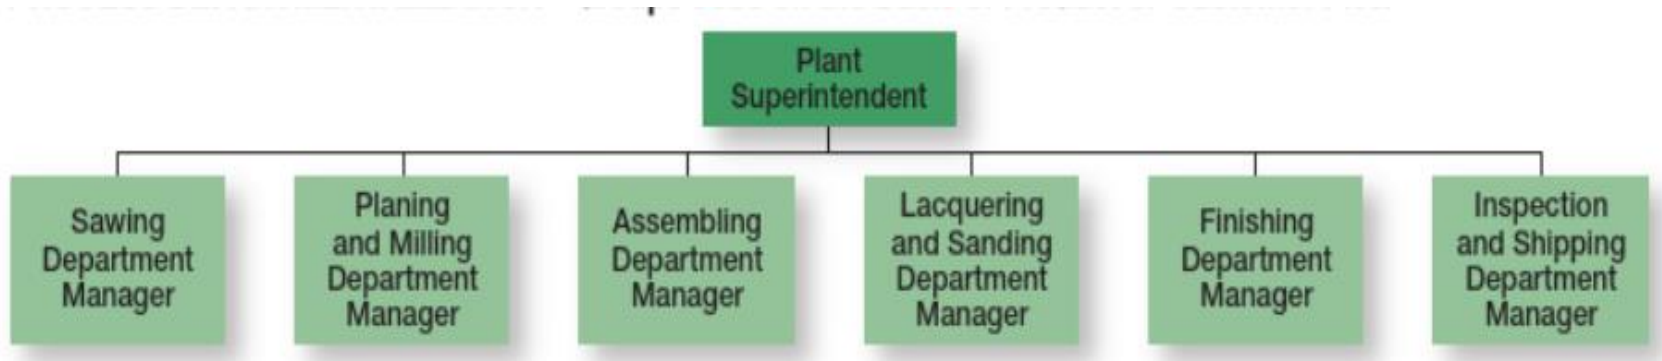 Plant
Superintendent
Sawing
Department
Manager
Planing
and Milling
Department
Manager
Assembling
Department
Manager
Lacquering
and Sanding
Department
Manager
Finishing
Department
Manager
Inspection
and Shipping
Department
Manager